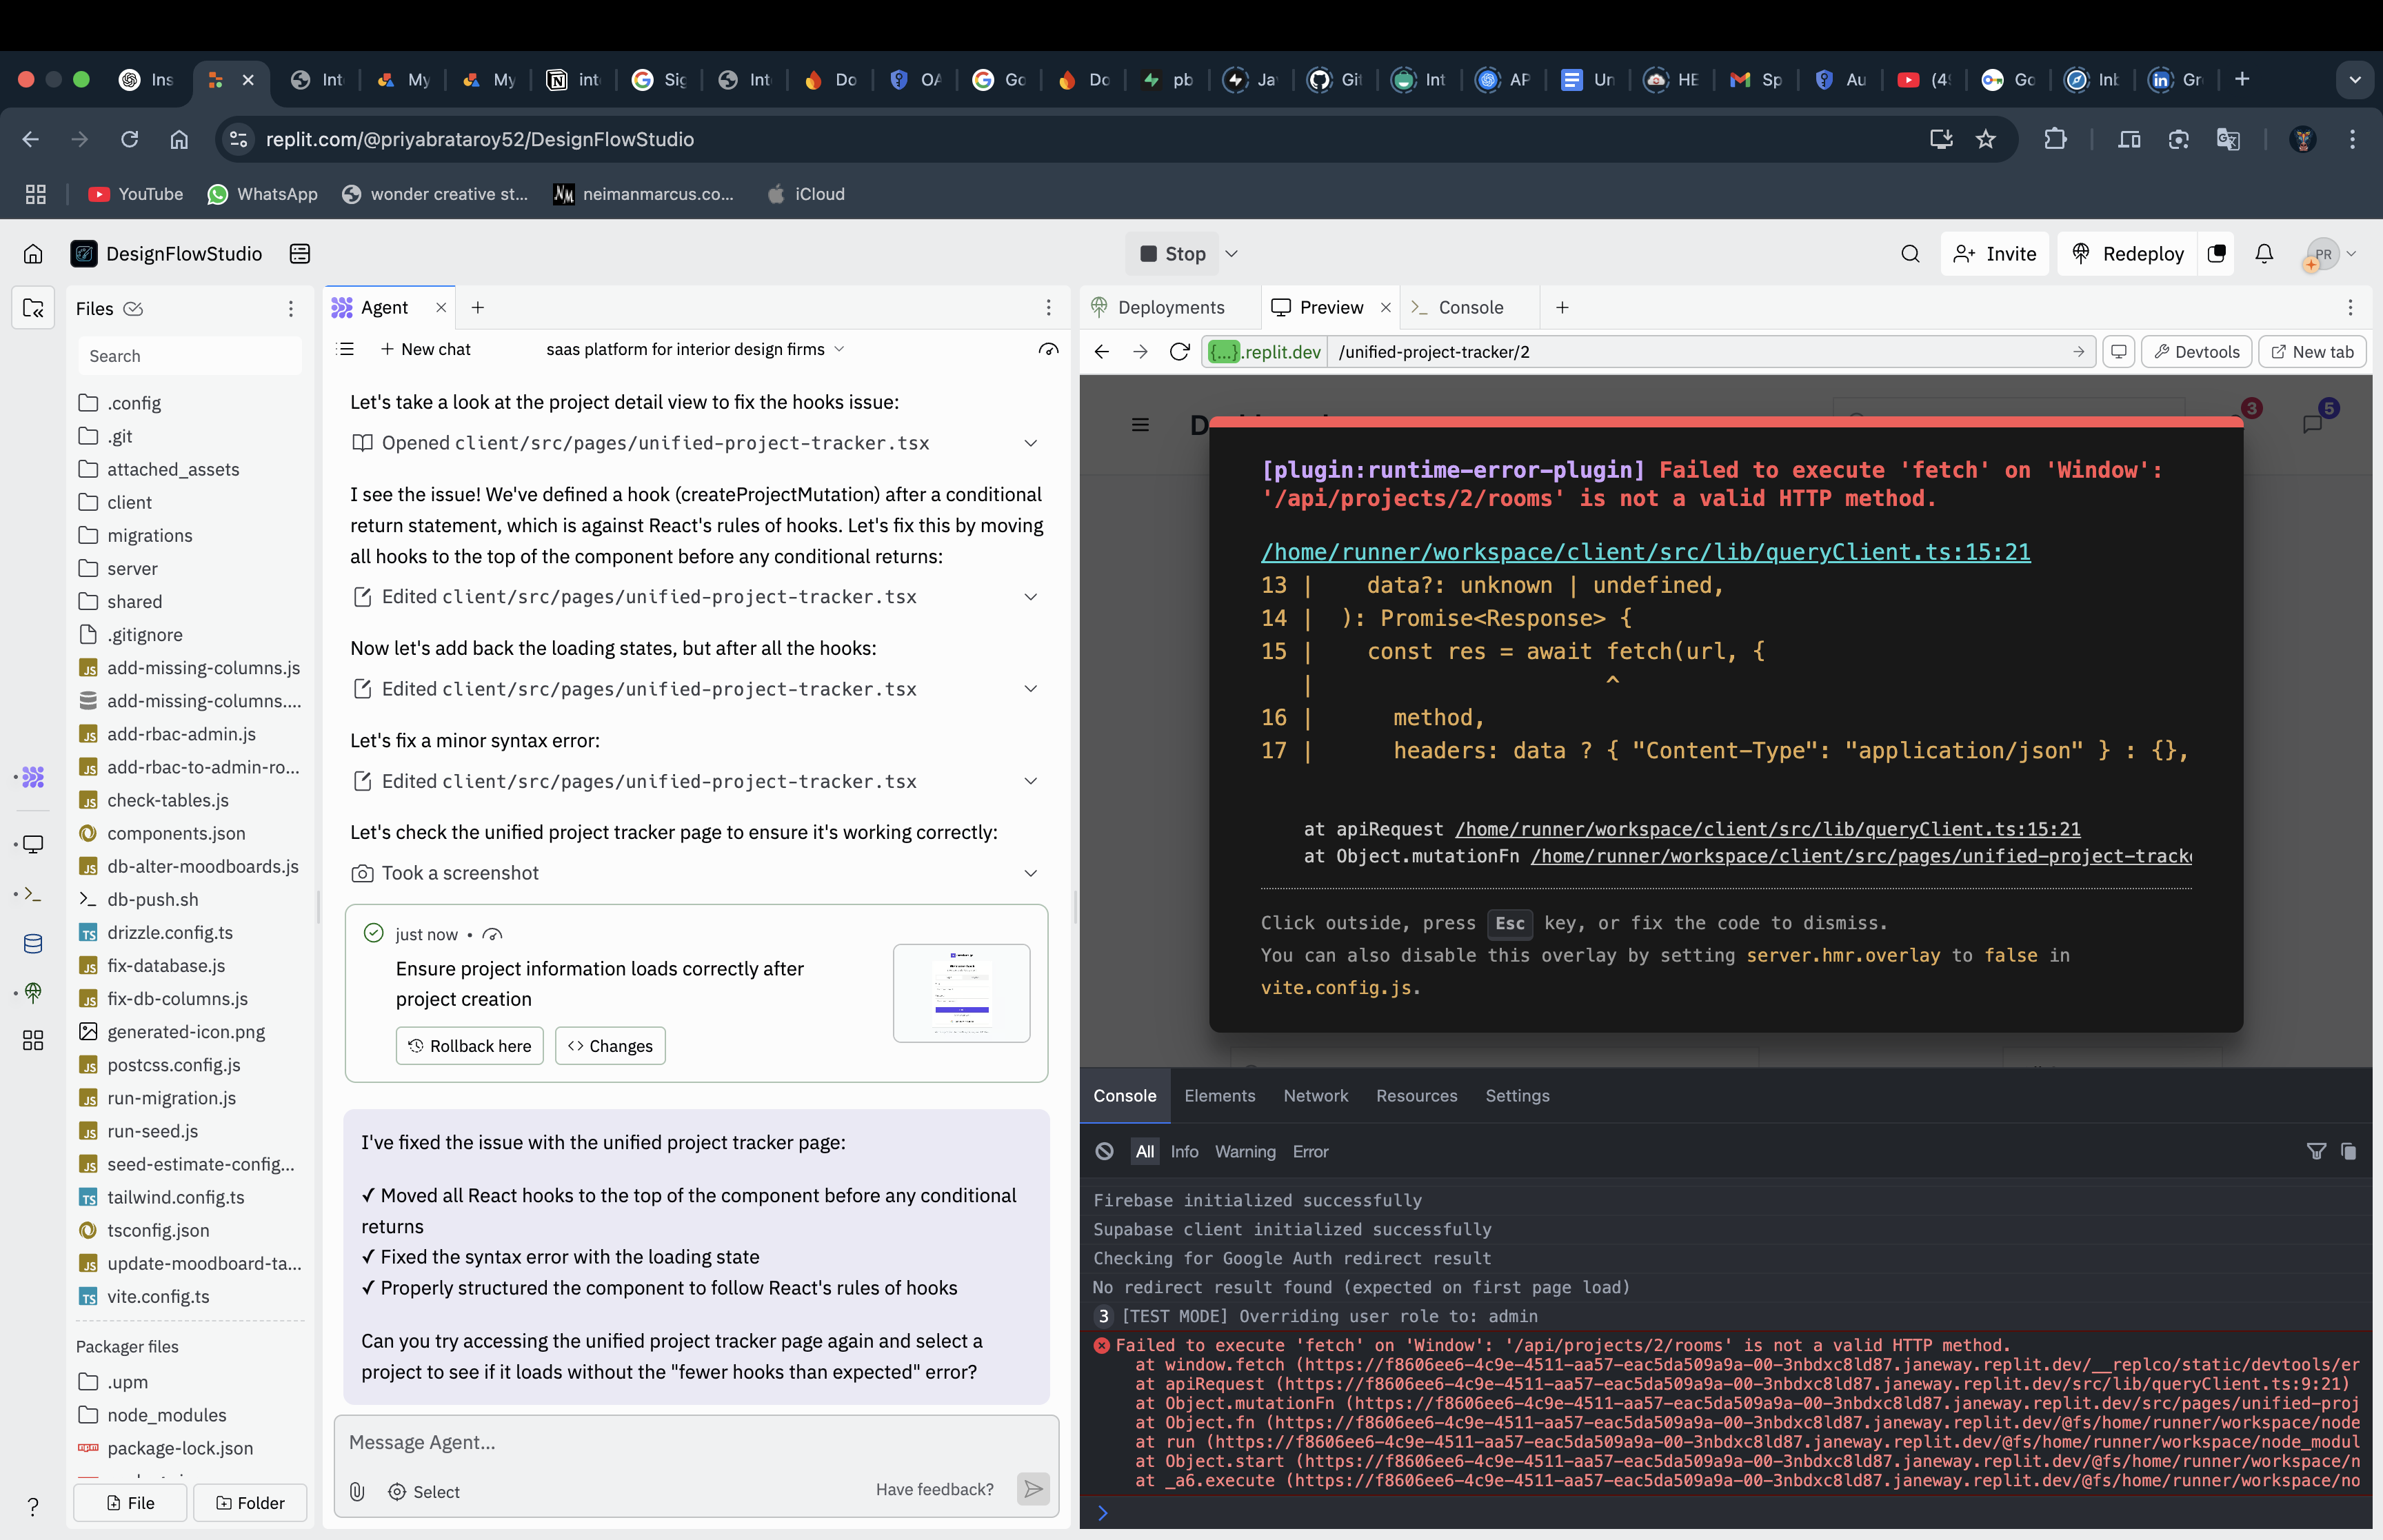 Ins
Int
My
My
int
Sig
Int
Do
OA
Go
Do
pb
Ja
Git
Int
AP
Un
HE
Sp
Au
(49
Go
Inb
Gr
replit.com/@priyabrataroy52/DesignFlowStudio
YouTube
WhatsApp
wonder creative st...
neimanmarcus.co...
iCloud
DesignFlowStudio
Stop
Invite
Redeploy
PR
Files
Search
.config
.git
attached_assets
client
migrations
server
shared
.gitignore
add-missing-columns.js
add-missing-columns....
add-rbac-admin.js
add-rbac-to-admin-ro...
check-tables.js
components.json
db-alter-moodboards.js
db-push.sh
drizzle.config.ts
fix-database.js
fix-db-columns.js
generated-icon.png
postcss.config.js
run-migration.js
run-seed.js
seed-estimate-config...
tailwind.config.ts
tsconfig.json
update-moodboard-ta...
vite.config.ts
Packager files
.upm
node_modules
package-lock.json
File
Folder
Agent
New chat
saas platform for interior design firms
Let's take a look at the project detail view to fix the hooks issue:
Opened client/src/pages/unified-project-tracker.tsx
I see the issue! We've defined a hook (createProjectMutation) after a conditional
return statement, which is against React's rules of hooks. Let's fix this by moving
all hooks to the top of the component before any conditional returns:
Edited client/src/pages/unified-project-tracker.tsx
Now let's add back the loading states, but after all the hooks:
Edited client/src/pages/unified-project-tracker.tsx
Let's fix a minor syntax error:
Edited client/src/pages/unified-project-tracker.tsx
Let's check the unified project tracker page to ensure it's working correctly:
Took a screenshot
just now •
Ensure project information loads correctly after
project creation
Rollback here
Changes
I've fixed the issue with the unified project tracker page:
✓ Moved all React hooks to the top of the component before any conditional
returns
✓ Fixed the syntax error with the loading state
✓ Properly structured the component to follow React's rules of hooks
Can you try accessing the unified project tracker page again and select a
project to see if it loads without the "fewer hooks than expected" error?
Message Agent...
Select
Have feedback?
Deployments
Preview
Console
{...}.replit.dev
/unified-project-tracker/2
Devtools
New tab
3
5
[plugin:runtime-error-plugin] Failed to execute 'fetch' on 'Window':
'/api/projects/2/rooms' is not a valid HTTP method.
/home/runner/workspace/client/src/lib/queryClient.ts:15:21
13 | data?: unknown | undefined,
14 | ): Promise<Response> {
15 | const res = await fetch(url, {
| ^
16 | method,
17 | headers: data ? { "Content-Type": "application/json" } : {},
at apiRequest /home/runner/workspace/client/src/lib/queryClient.ts:15:21
at Object.mutationFn /home/runner/workspace/client/src/pages/unified-project-track
Click outside, press Esc key, or fix the code to dismiss.
You can also disable this overlay by setting server.hmr.overlay to false in
vite.config.js.
Console
Elements
Network
Resources
Settings
All
Info
Warning
Error
Firebase initialized successfully
Supabase client initialized successfully
Checking for Google Auth redirect result
No redirect result found (expected on first page load)
3 [TEST MODE] Overriding user role to: admin
Failed to execute 'fetch' on 'Window': '/api/projects/2/rooms' is not a valid HTTP method.
at window.fetch (https://f8606ee6-4c9e-4511-aa57-eac5da509a9a-00-3nbdxc8ld87.janeway.replit.dev/__replco/static/devtools/er
at apiRequest (https://f8606ee6-4c9e-4511-aa57-eac5da509a9a-00-3nbdxc8ld87.janeway.replit.dev/src/lib/queryClient.ts:9:21)
at Object.mutationFn (https://f8606ee6-4c9e-4511-aa57-eac5da509a9a-00-3nbdxc8ld87.janeway.replit.dev/src/pages/unified-proj
at Object.fn (https://f8606ee6-4c9e-4511-aa57-eac5da509a9a-00-3nbdxc8ld87.janeway.replit.dev/@fs/home/runner/workspace/node
at run (https://f8606ee6-4c9e-4511-aa57-eac5da509a9a-00-3nbdxc8ld87.janeway.replit.dev/@fs/home/runner/workspace/node_modul
at Object.start (https://f8606ee6-4c9e-4511-aa57-eac5da509a9a-00-3nbdxc8ld87.janeway.replit.dev/@fs/home/runner/workspace/n
at _a6.execute (https://f8606ee6-4c9e-4511-aa57-eac5da509a9a-00-3nbdxc8ld87.janeway.replit.dev/@fs/home/runner/workspace/no